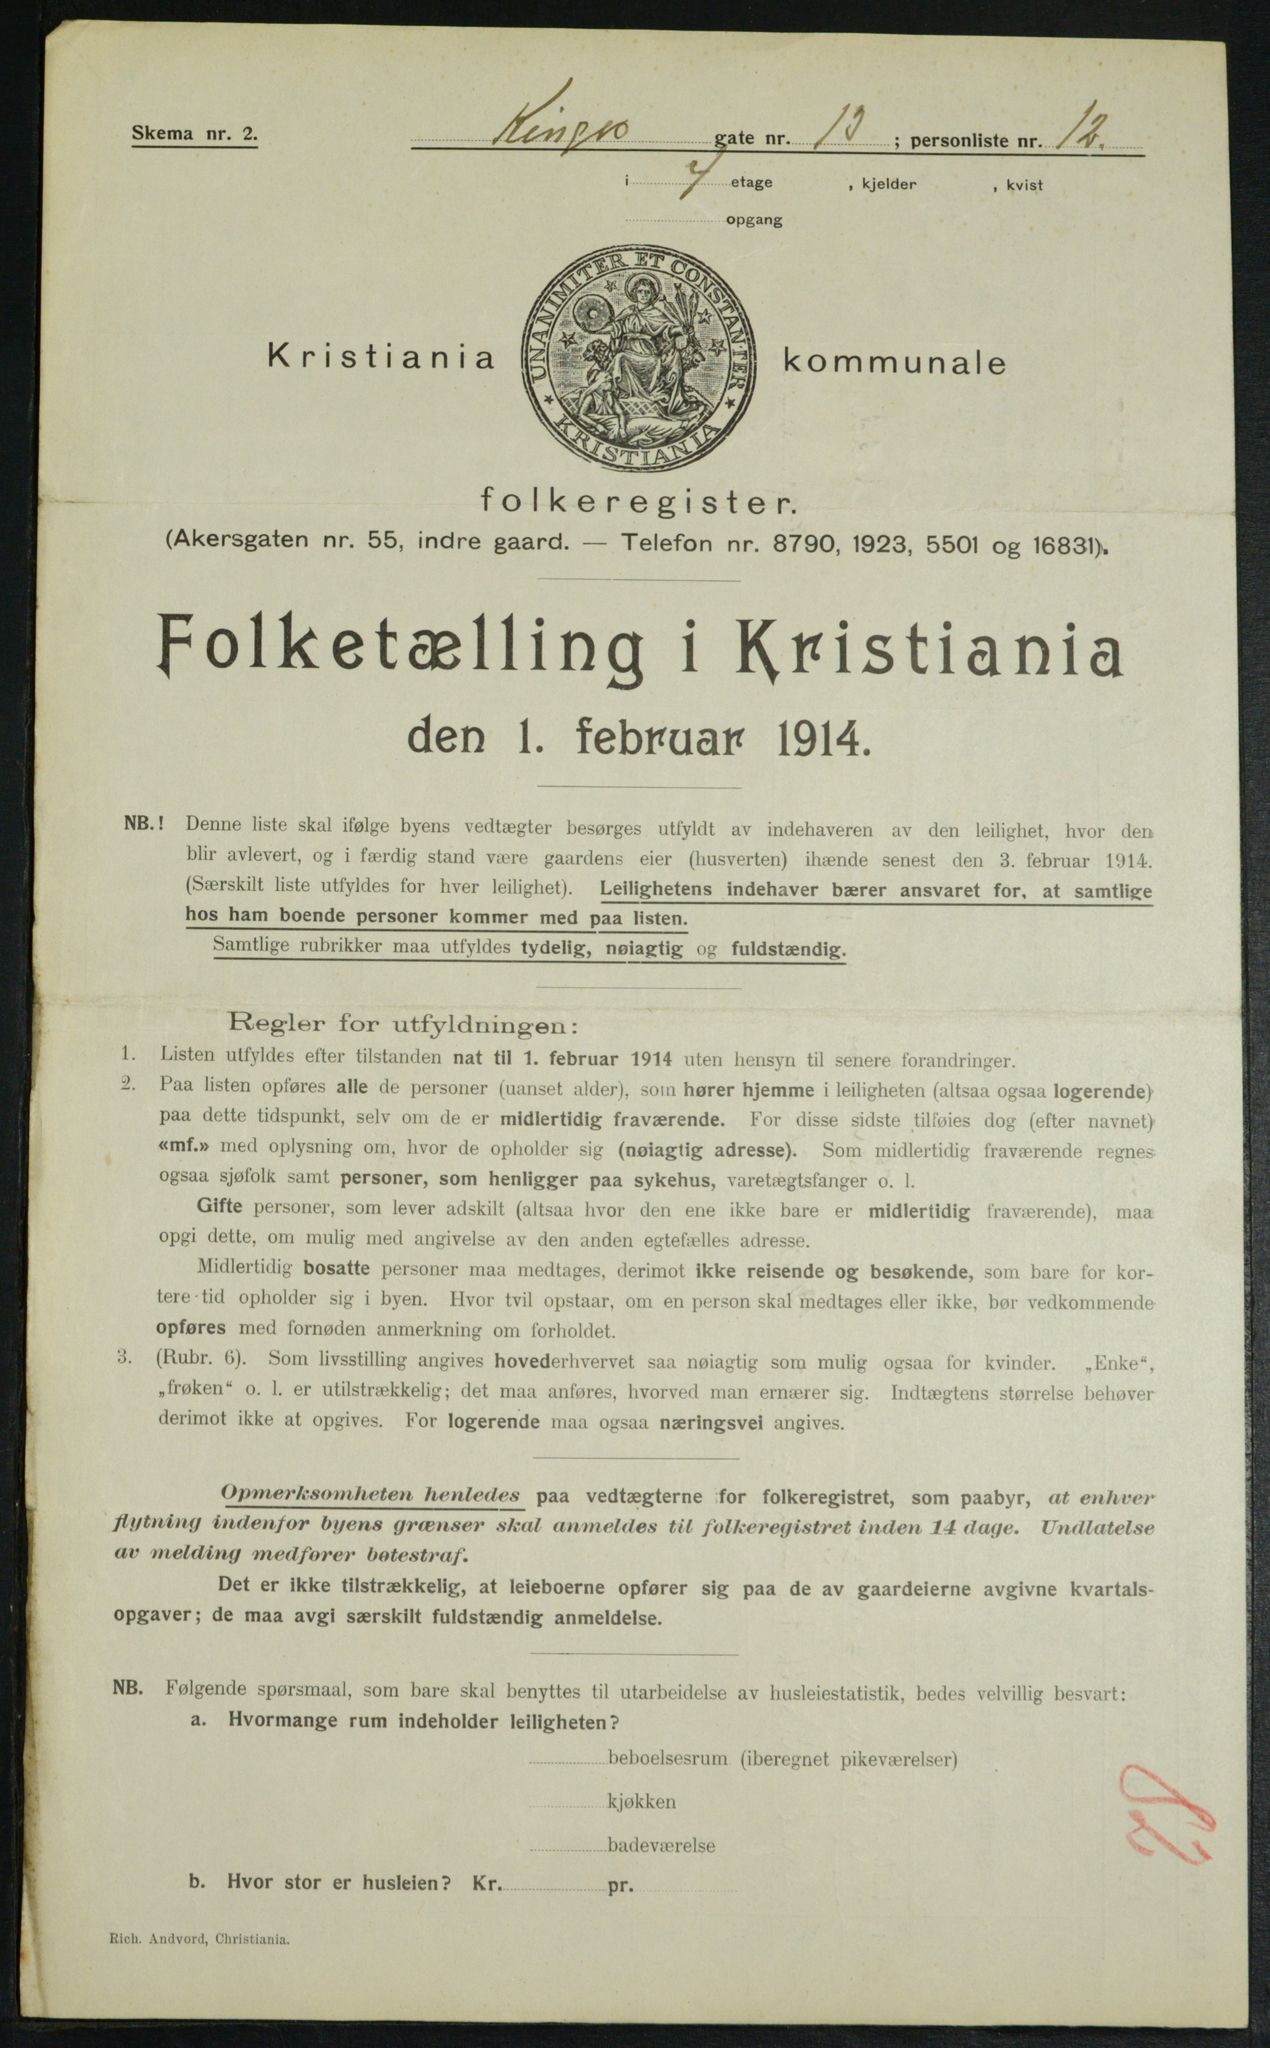 Skema nr. 2.
Kingos gate nr. 13 ; personliste nr. 12.
i 4 etage , kjelder , kvist
opgang
UNANIMITER ET CONSTANTER
KRISTIANIA
Kristiania kommunale
folkeregister.
(Akersgaten nr. 55, indre gaard. — Telefon nr. 8790, 1923, 5501 og 16831).
Folketælling i Kristiania
den 1. februar 1914.
NB.! Denne liste skal ifølge byens vedtægter besørges utfyldt av indehaveren av den leilighet, hvor den
blir avlevert, og i færdig stand være gaardens eier (husverten) ihænde senest den 3. februar 1914.
(Særskilt liste utfyldes for hver leilighet). Leilighetens indehaver bærer ansvaret for, at samtlige
hos ham boende personer kommer med paa listen.
Samtlige rubrikker maa utfyldes tydelig, nøiagtig og fuldstændig.
Regler for utfyldningen:
1. Listen utfyldes efter tilstanden nat til 1. februar 1914 uten hensyn til senere forandringer.
2. Paa listen opføres alle de personer (uanset alder), som hører hjemme i leiligheten (altsaa ogsaa logerende)
paa dette tidspunkt, selv om de er midlertidig fraværende. For disse sidste tilføies dog (efter navnet)
«mf.» med oplysning om, hvor de opholder sig (nøiagtig adresse). Som midlertidig fraværende regnes
ogsaa sjøfolk samt personer, som henligger paa sykehus, varetægtsfanger o. l.
Gifte personer, som lever adskilt (altsaa hvor den ene ikke bare er midlertidig fraværende), maa
opgi dette, om mulig med angivelse av den anden egtefælles adresse.
Midlertidig bosatte personer maa medtages, derimot ikke reisende og besøkende, som bare for kor-
tere tid opholder sig i byen. Hvor tvil opstaar, om en person skal medtages eller ikke, bør vedkommende
opføres med fornøden anmerkning om forholdet.
3. (Rubr. 6). Som livsstilling angives hovederhvervet saa nøiagtig som mulig ogsaa for kvinder. „Enke“,
„frøken“ o. l. er utilstrækkelig; det maa anføres, hvorved man ernærer sig. Indtægtens størrelse behøver
derimot ikke at opgives. For logerende maa ogsaa næringsvei angives.
Opmerksomheten henledes paa vedtægterne for folkeregistret, som paabyr, at enhver
flytning indenfor byens grænser skal anmeldes til folkeregistret inden 14 dage. Undlatelse
av melding medfører bøtestraf.
Det er ikke tilstrækkelig, at leieboerne opfører sig paa de av gaardeierne avgivne kvartals-
opgaver; de maa avgi særskilt fuldstændig anmeldelse.
NB. Følgende spørsmaal, som bare skal benyttes til utarbeidelse av husleiestatistik, bedes velvillig besvart:
a. Hvormange rum indeholder leiligheten?
beboelsesrum (iberegnet pikeværelser)
kjøkken
badeværelse
b. Hvor stor er husleien? Kr. pr.
Rich. Andvord, Christiania.